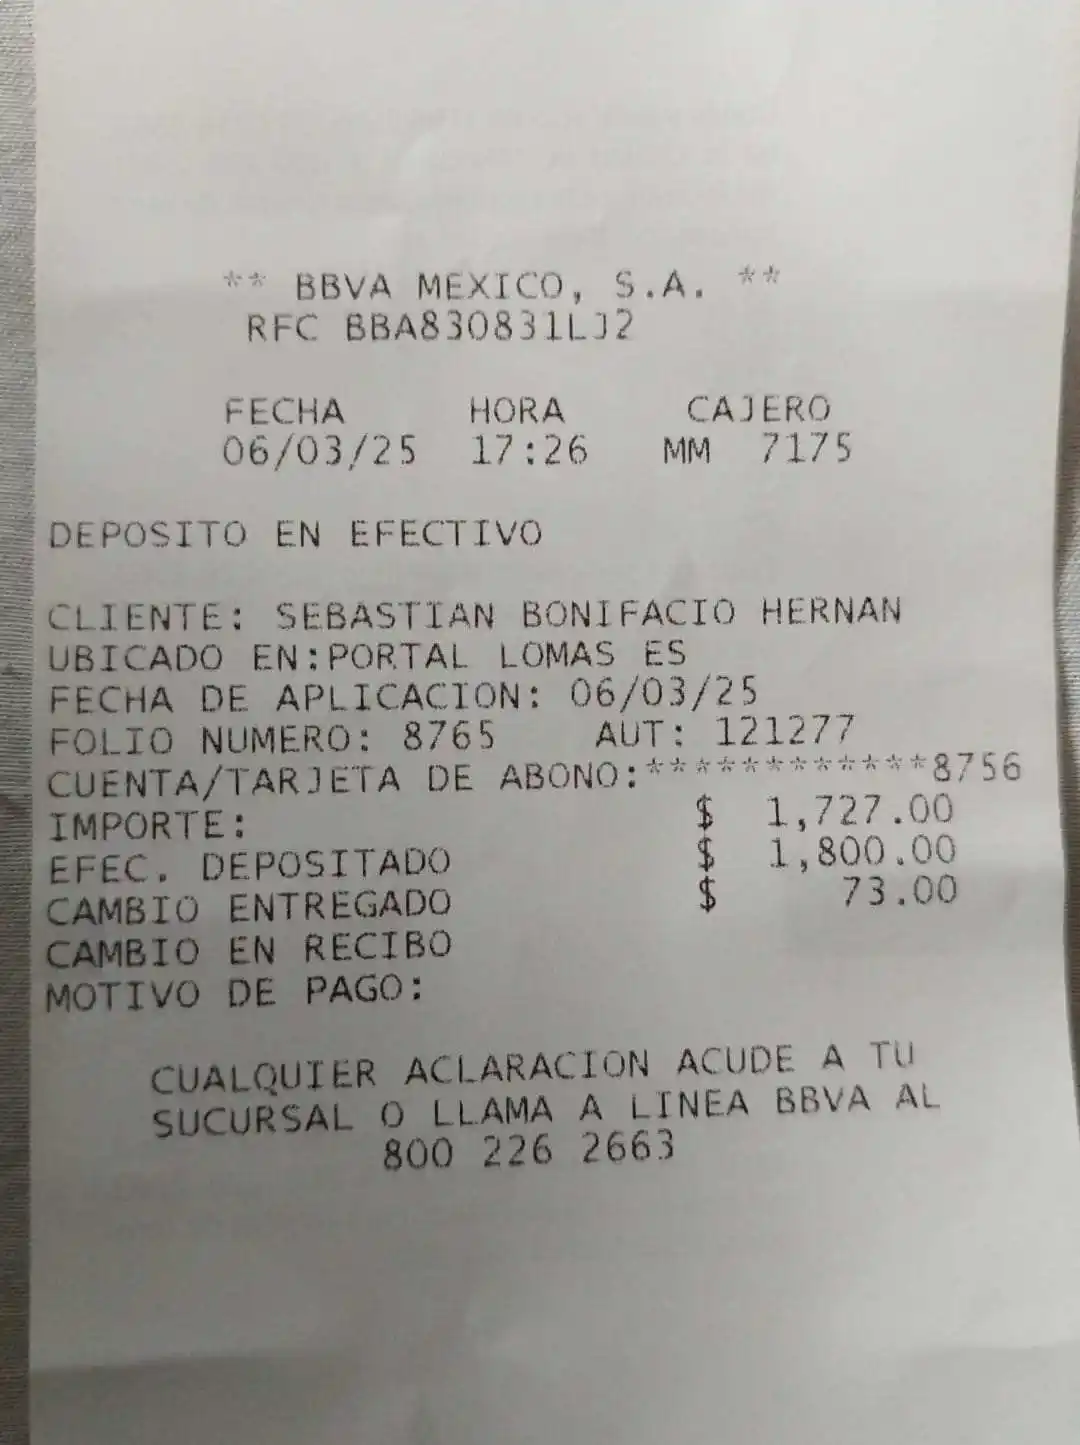 ** BBVA MEXICO, S.A. **
RFC BBA830831LJ2
FECHA HORA CAJERO
06/03/25 17:26 MM 7175
DEPOSITO EN EFECTIVO
CLIENTE: SEBASTIAN BONIFACIO HERNAN
UBICADO EN:PORTAL LOMAS ES
FECHA DE APLICACION: 06/03/25
FOLIO NUMERO: 8765 AUT: 121277
CUENTA/TARJETA DE ABONO:************8756
IMPORTE: $ 1,727.00
EFEC. DEPOSITADO $ 1,800.00
CAMBIO ENTREGADO $ 73.00
CAMBIO EN RECIBO
MOTIVO DE PAGO:
CUALQUIER ACLARACION ACUDE A TU
SUCURSAL O LLAMA A LINEA BBVA AL
800 226 2663